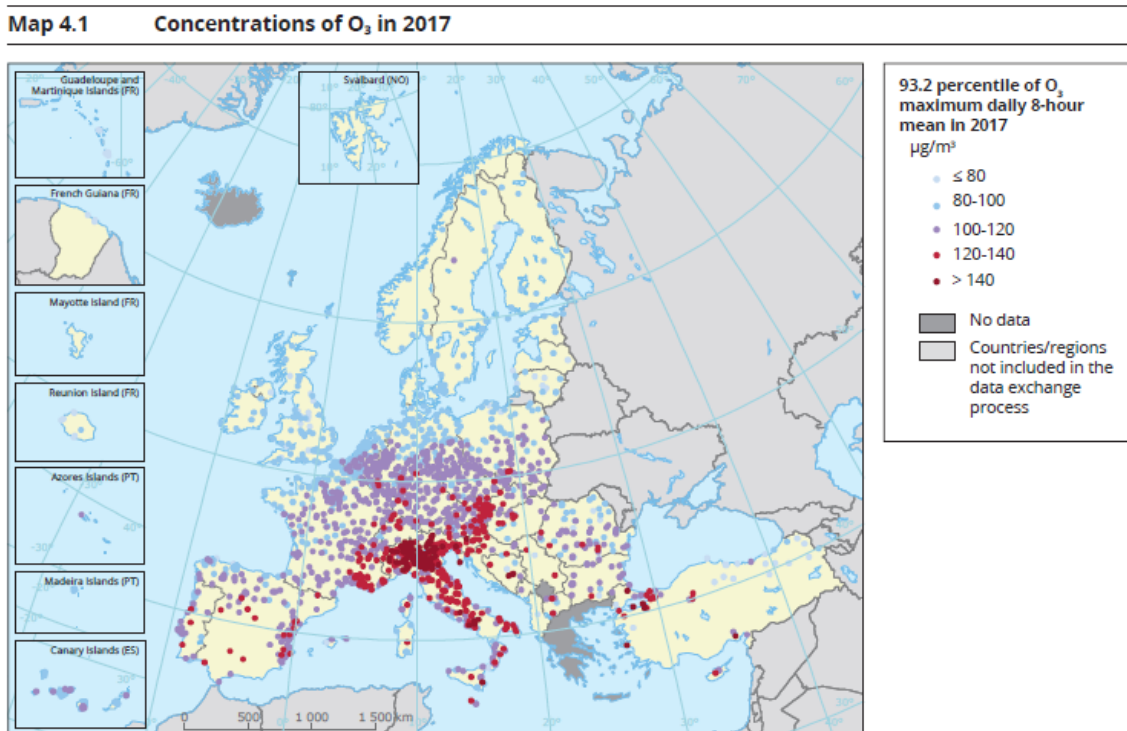 Map 4.1 Concentrations of O₃ in 2017
Guadeloupe and
Martinique Islands (FR)
Svalbard (NO)
French Guiana (FR)
Mayotte Island (FR)
Reunion Island (FR)
Azores Islands (PT)
Madeira Islands (PT)
Canary Islands (ES)
0 500 1 000 1 500 km
93.2 percentile of O₃
maximum daily 8-hour
mean in 2017
µg/m³
≤ 80
80-100
100-120
120-140
> 140
No data
Countries/regions
not included in the
data exchange
process